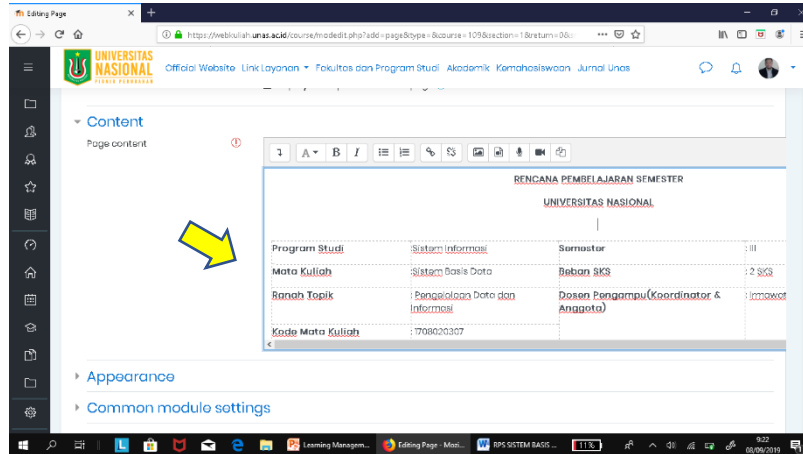 Editing Page
https://webkuliah.unas.ac.id/course/modedit.php?add=page&type=&course=109&section=1&return=0&
UNIVERSITAS
NASIONAL
PIONIR PERUBAHAN
Official Website Link Layanan Fakultas dan Program Studi Akademik Kemahasiswaan Jurnal Unas
Content
Page content
A B I
RENCANA PEMBELAJARAN SEMESTER
UNIVERSITAS NASIONAL
Program Studi :Sistem Informasi Semester : III
Mata Kuliah :Sistem Basis Data Beban SKS : 2 SKS
Ranah Topik : Pengelolaan Data dan Dosen Pengampu(Koordinator & : Irmawat
Informasi Anggota)
Kode Mata Kuliah : 1708020307
Appearance
Common module settings
Learning Managem... Editing Page - Mozi... RPS SISTEM BASIS ... 11% 9:22
08/09/2019